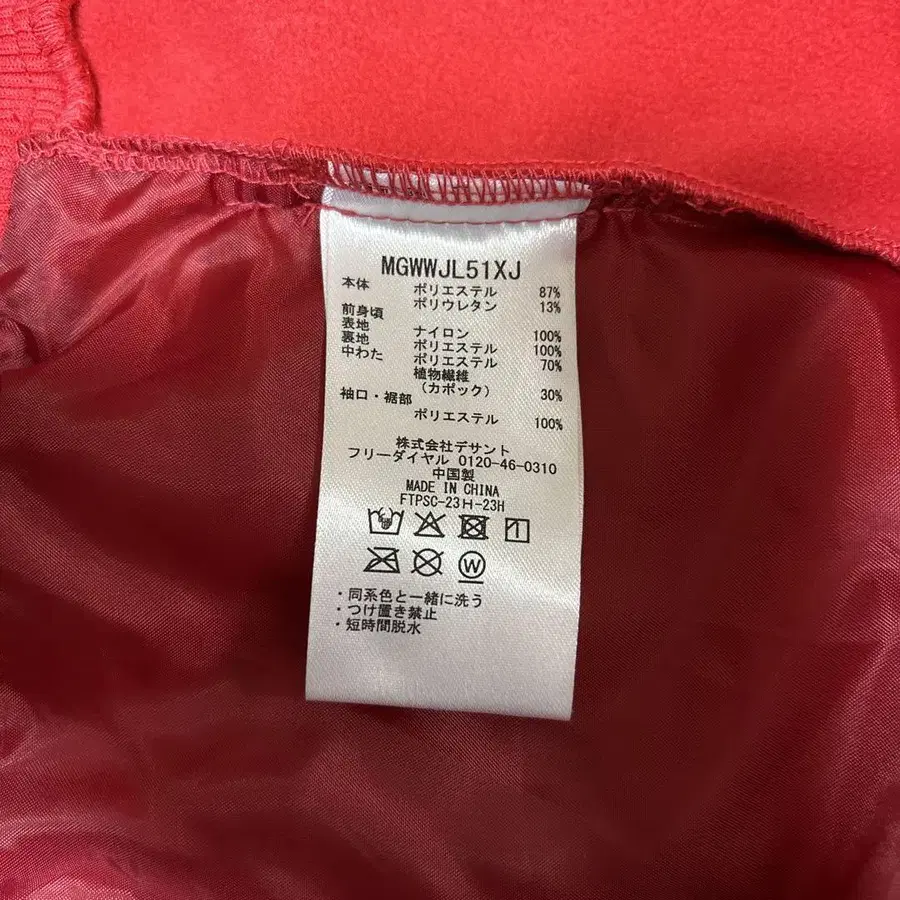 MGWWJL51XJ
本体 ポリエステル 87%
ポリウレタン 13%
前身頃
表地 ナイロン 100%
裏地 ポリエステル 100%
中わた ポリエステル 70%
植物繊維
(カポック) 30%
袖口・裾部
ポリエステル 100%
株式会社デサント
フリーダイヤル 0120-46-0310
中国製
MADE IN CHINA
FTPSC-23H-23H
1
W
・同系色と一緒に洗う
・つけ置き禁止
・短時間脱水